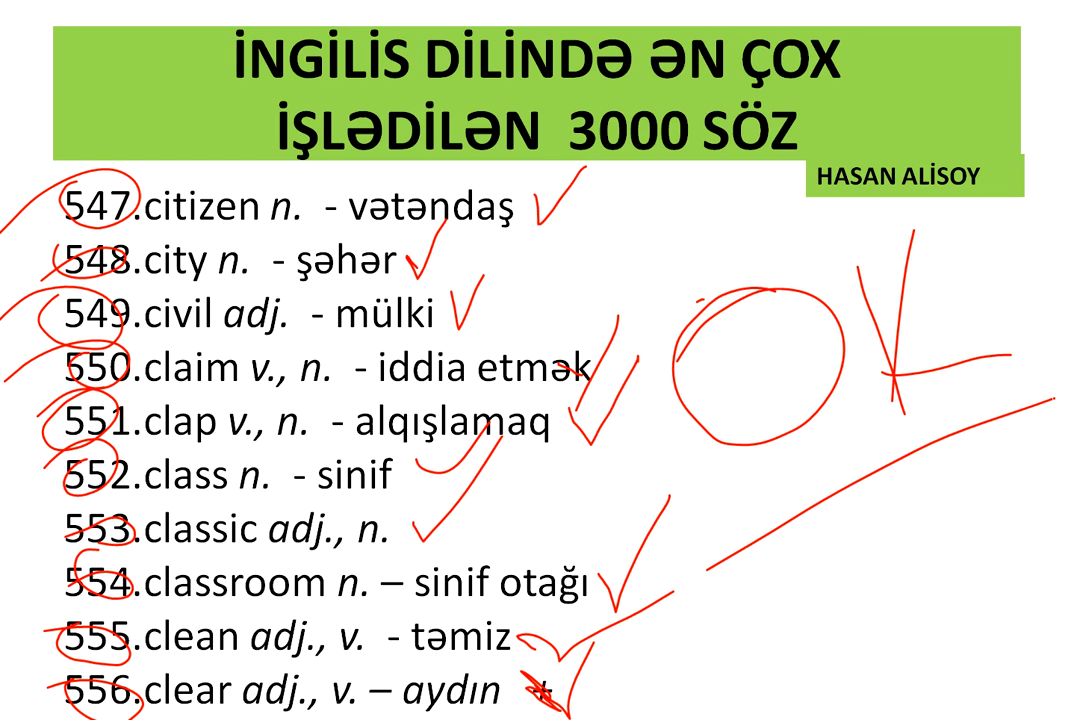 İNGİLİS DİLİNDƏ ƏN ÇOX
İŞLƏDİLƏN 3000 SÖZ
HASAN ALİSOY
547.citizen n. - vətəndaş
548.city n. - şəhər
549.civil adj. - mülki
550.claim v., n. - iddia etmək
551.clap v., n. - alqışlamaq
552.class n. - sinif
553.classic adj., n.
554.classroom n. – sinif otağı
555.clean adj., v. - təmiz
556.clear adj., v. – aydın +
OK